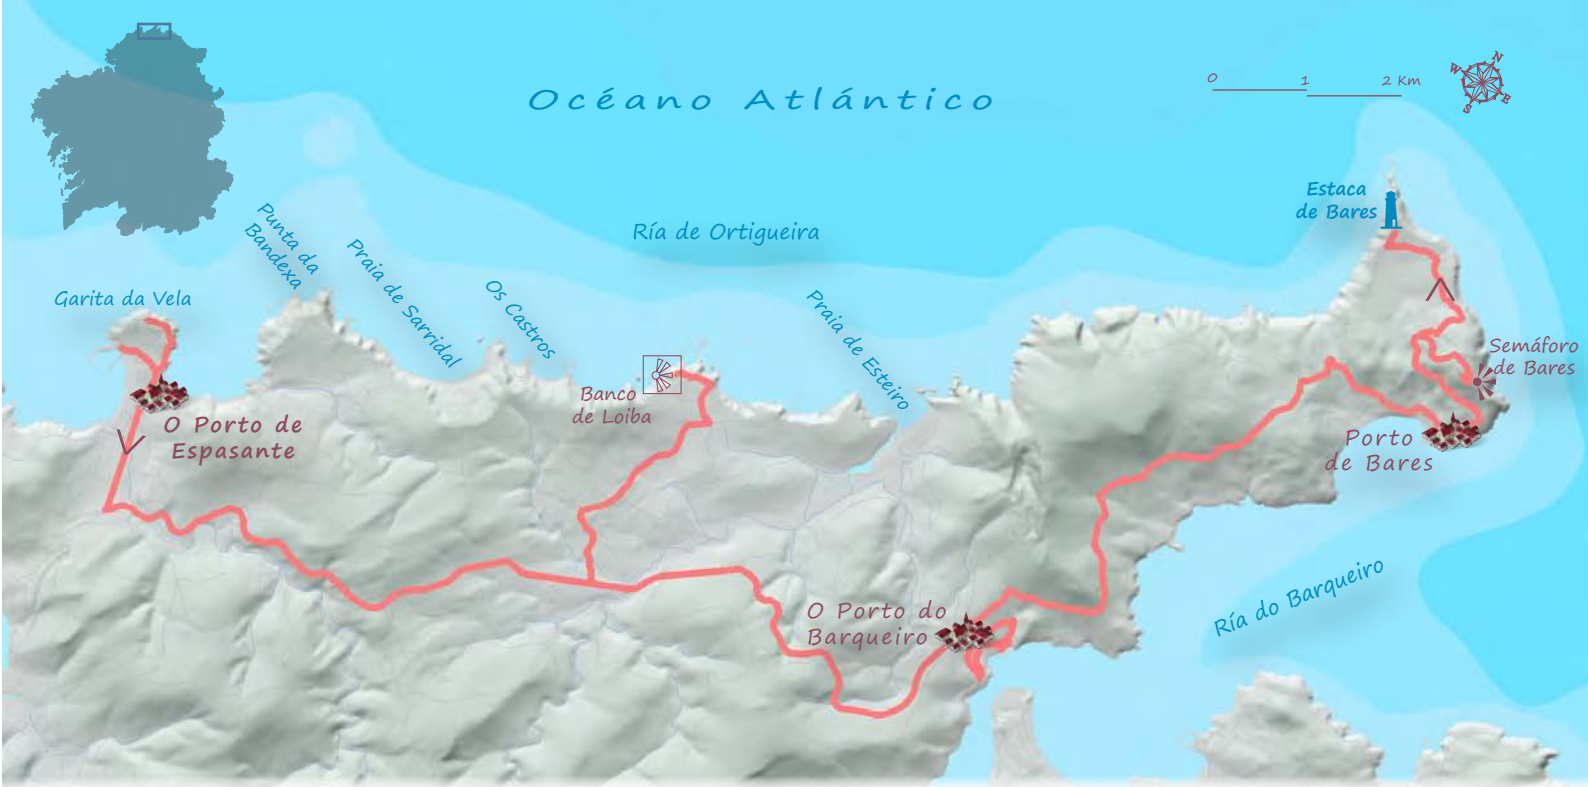 Océano Atlántico
0 1 2 Km
N
W
E
S
Estaca
de Bares
Punta da
Bandexa
Praia de Sarridal
Os Castros
Ría de Ortigueira
Praia de Esteiro
Garita da Vela
Semáforo
de Bares
Banco
de Loiba
O Porto de
Espasante
Porto
de Bares
Ría do Barqueiro
O Porto do
Barqueiro